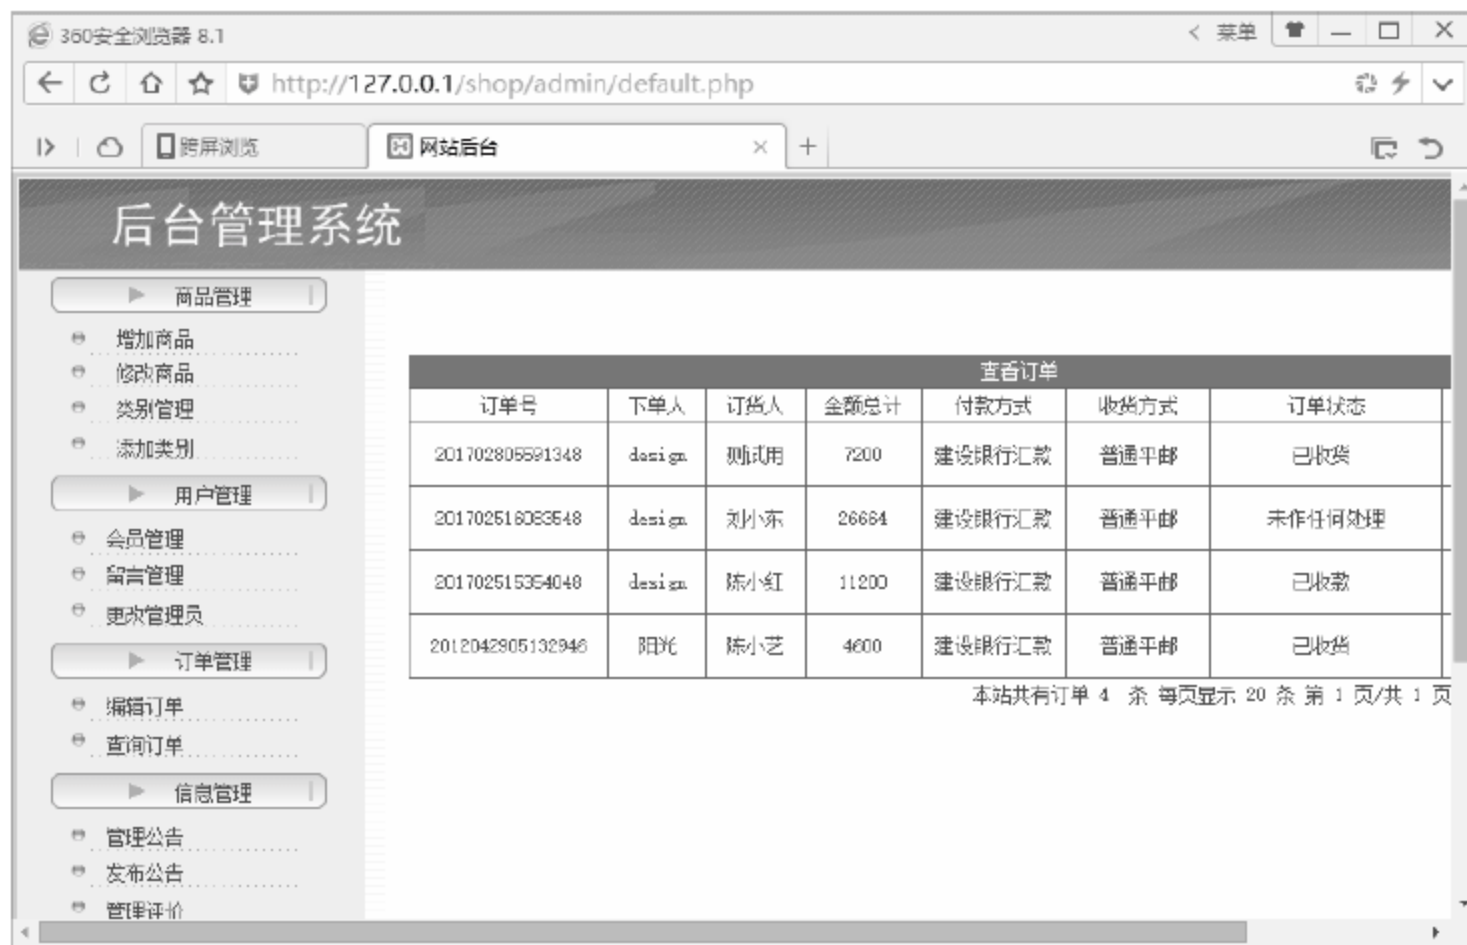 360安全浏览器 8.1
菜单
http://127.0.0.1/shop/admin/default.php
跨屏浏览
网站后台
后台管理系统
商品管理
增加商品
修改商品
类别管理
添加类别
用户管理
会员管理
留言管理
更改管理员
订单管理
编辑订单
查询订单
信息管理
管理公告
发布公告
管理评价
查看订单
订单号 下单人 订货人 金额总计 付款方式 收货方式 订单状态
201702805591348 design 测试用 7200 建设银行汇款 普通平邮 已收货
201702516083548 design 刘小东 26664 建设银行汇款 普通平邮 未作任何处理
201702515354048 design 陈小红 11200 建设银行汇款 普通平邮 已收款
2012042905132946 阳光 陈小艺 4600 建设银行汇款 普通平邮 已收货
本站共有订单 4 条 每页显示 20 条 第 1 页/共 1 页